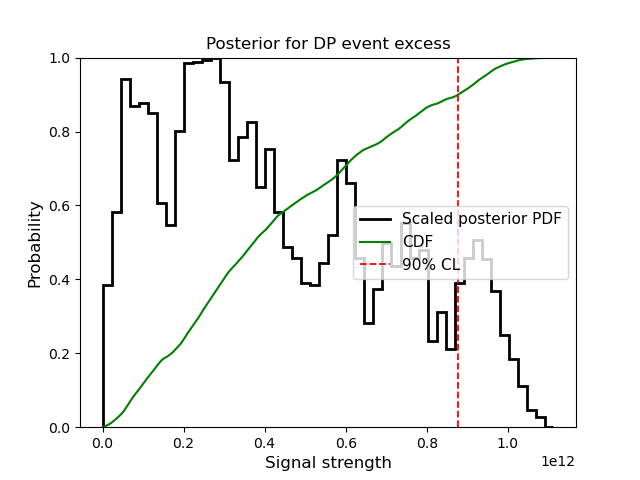 Posterior for DP event excess
1.0
0.8
0.6
0.4
0.2
0.0
Probability
Scaled posterior PDF
CDF
90% CL
0.0 0.2 0.4 0.6 0.8 1.0
1e12
Signal strength